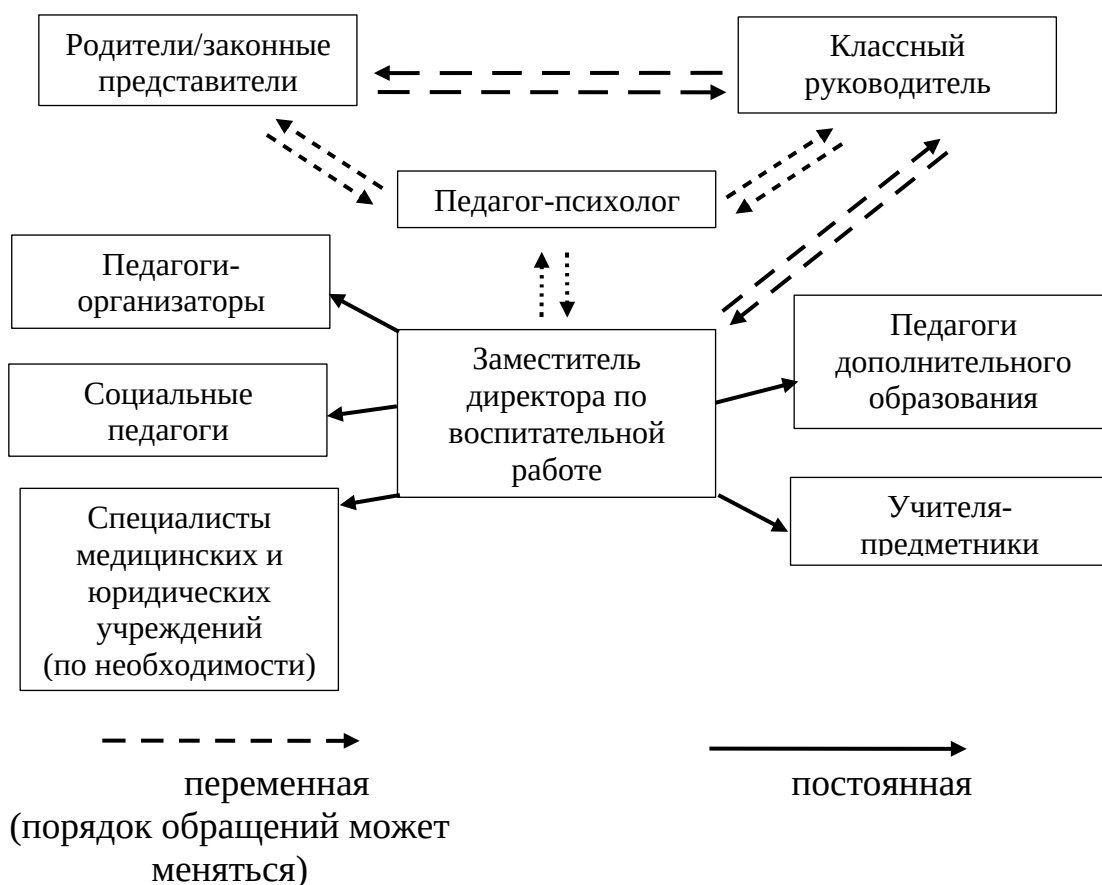 Родители/законные
представители
Классный
руководитель
Педагог-психолог
Педагоги-
организаторы
Социальные
педагоги
Специалисты
медицинских и
юридических
учреждений
(по необходимости)
Заместитель
директора по
воспитательной
работе
Педагоги
дополнительного
образования
Учителя-
предметники
переменная
(порядок обращений может
меняться)
постоянная